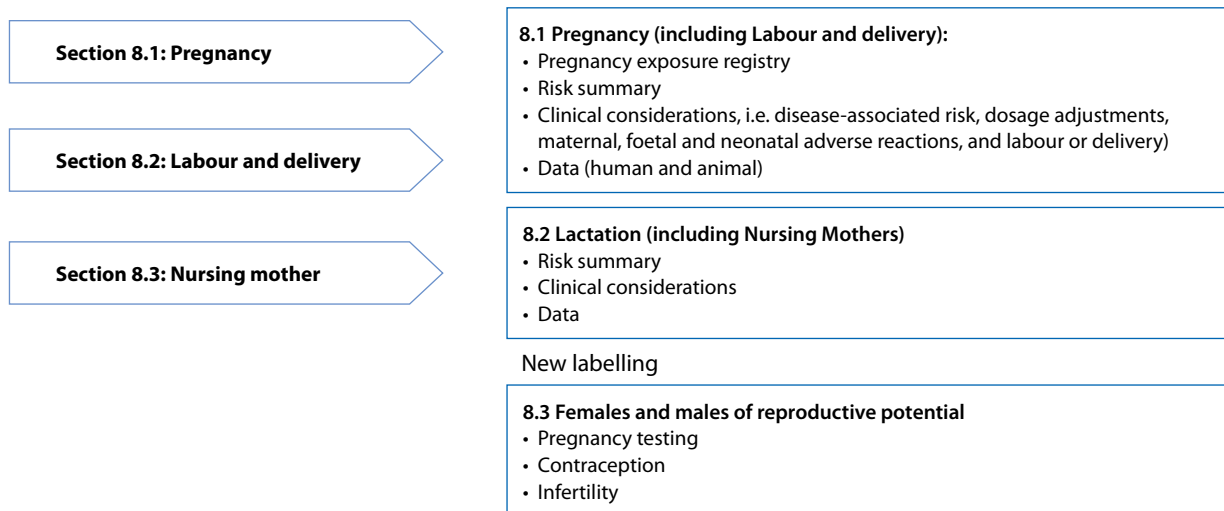 Section 8.1: Pregnancy
Section 8.2: Labour and delivery
Section 8.3: Nursing mother
8.1 Pregnancy (including Labour and delivery):
• Pregnancy exposure registry
• Risk summary
• Clinical considerations, i.e. disease-associated risk, dosage adjustments,
maternal, foetal and neonatal adverse reactions, and labour or delivery)
• Data (human and animal)
8.2 Lactation (including Nursing Mothers)
• Risk summary
• Clinical considerations
• Data
New labelling
8.3 Females and males of reproductive potential
• Pregnancy testing
• Contraception
• Infertility